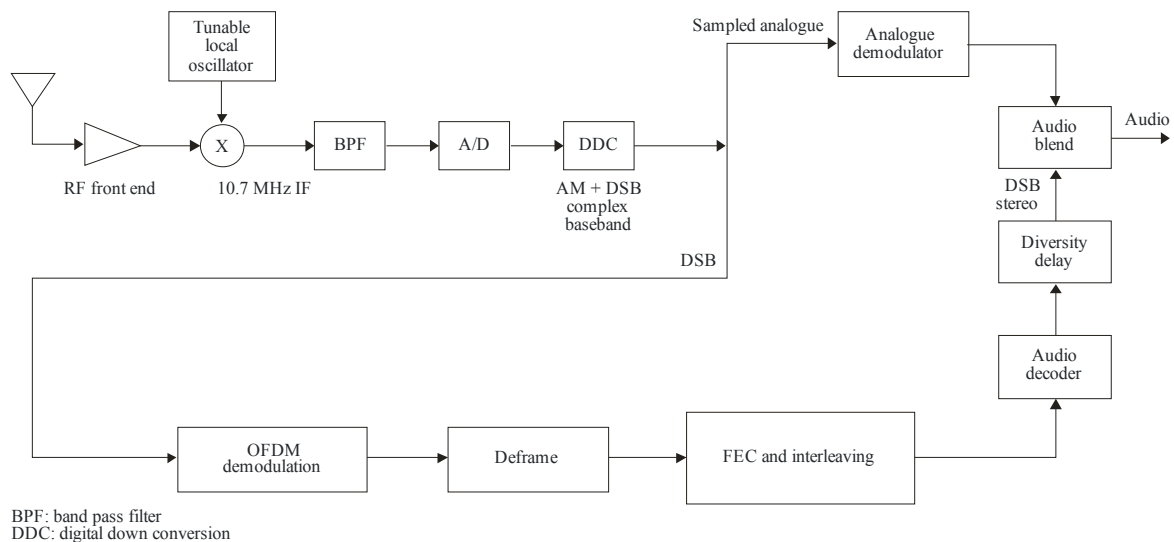 Tunable
local
oscillator
Sampled analogue
Analogue
demodulator
X
BPF
A/D
DDC
Audio
blend
Audio
RF front end
10.7 MHz IF
AM + DSB
complex
baseband
DSB
stereo
DSB
Diversity
delay
Audio
decoder
OFDM
demodulation
Deframe
FEC and interleaving
BPF: band pass filter
DDC: digital down conversion